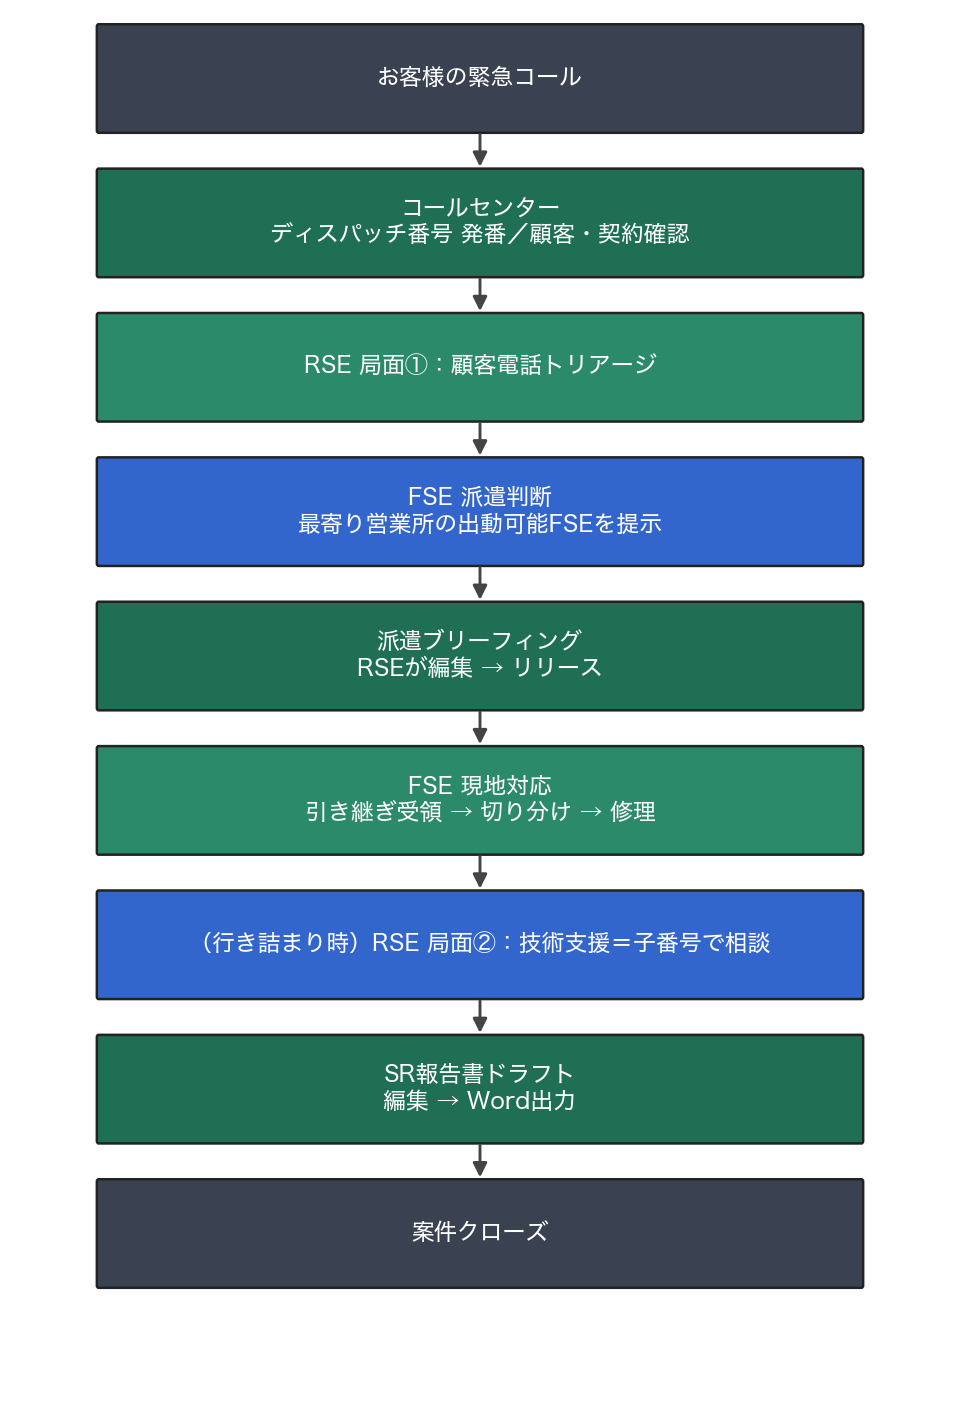 お客様の緊急コール
コールセンター
ディスパッチ番号 発番／顧客・契約確認
RSE 局面①：顧客電話トリアージ
FSE 派遣判断
最寄り営業所の出動可能FSEを提示
派遣ブリーフィング
RSEが編集 → リリース
FSE 現地対応
引き継ぎ受領 → 切り分け → 修理
（行き詰まり時）RSE 局面②：技術支援＝子番号で相談
SR報告書ドラフト
編集 → Word出力
案件クローズ